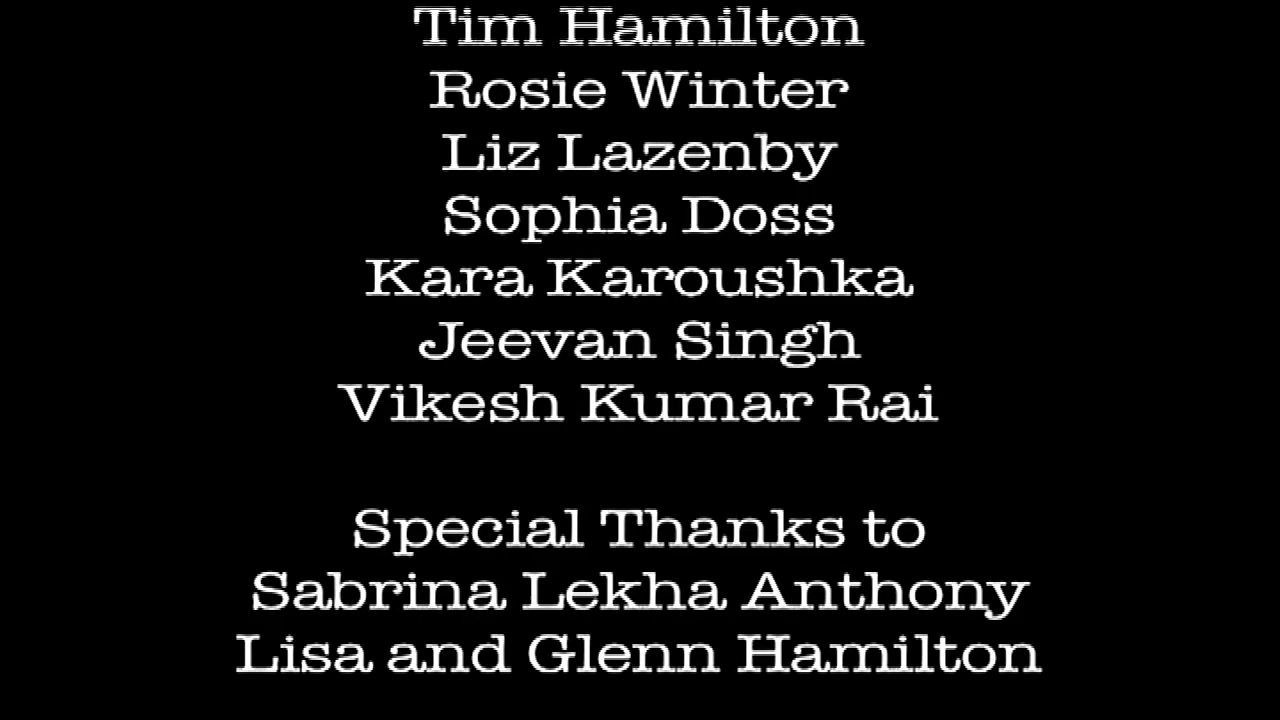 Tim Hamilton
Rosie Winter
Liz Lazenby
Sophia Doss
Kara Karoushka
Jeevan Singh
Vikesh Kumar Rai
Special Thanks to
Sabrina Lekha Anthony
Lisa and Glenn Hamilton